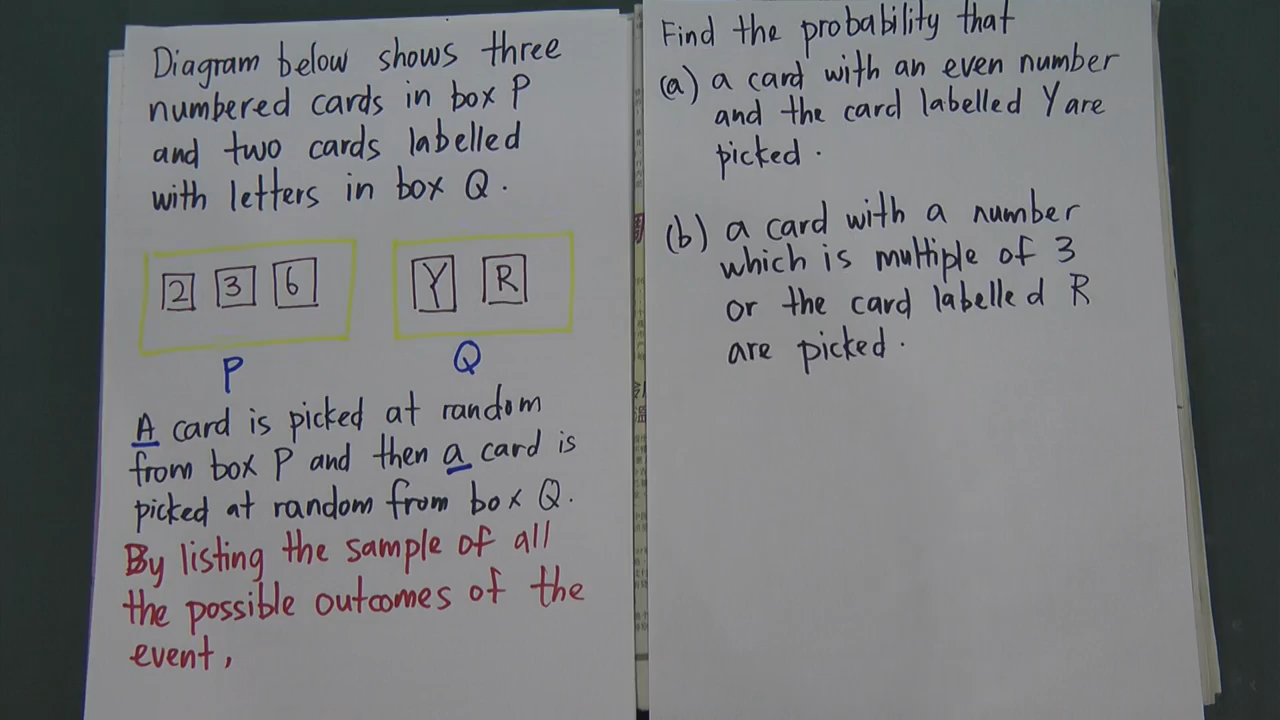 Diagram below shows three
numbered cards in box P
and two cards labelled
with letters in box Q.
2 3 6
Y R
P
Q
A card is picked at random
from box P and then a card is
picked at random from box Q.
By listing the sample of all
the possible outcomes of the
event,
Find the probability that
(a) a card with an even number
and the card labelled Y are
picked.
(b) a card with a number
which is multiple of 3
or the card labelled R
are picked.